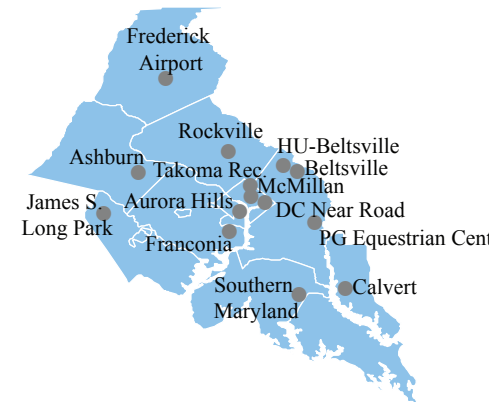 Frederick
Airport
Rockville
HU-Beltsville
Ashburn
Takoma Rec.
Beltsville
McMillan
James S.
Long Park
Aurora Hills
DC Near Road
Franconia
PG Equestrian Cent
Southern
Maryland
Calvert